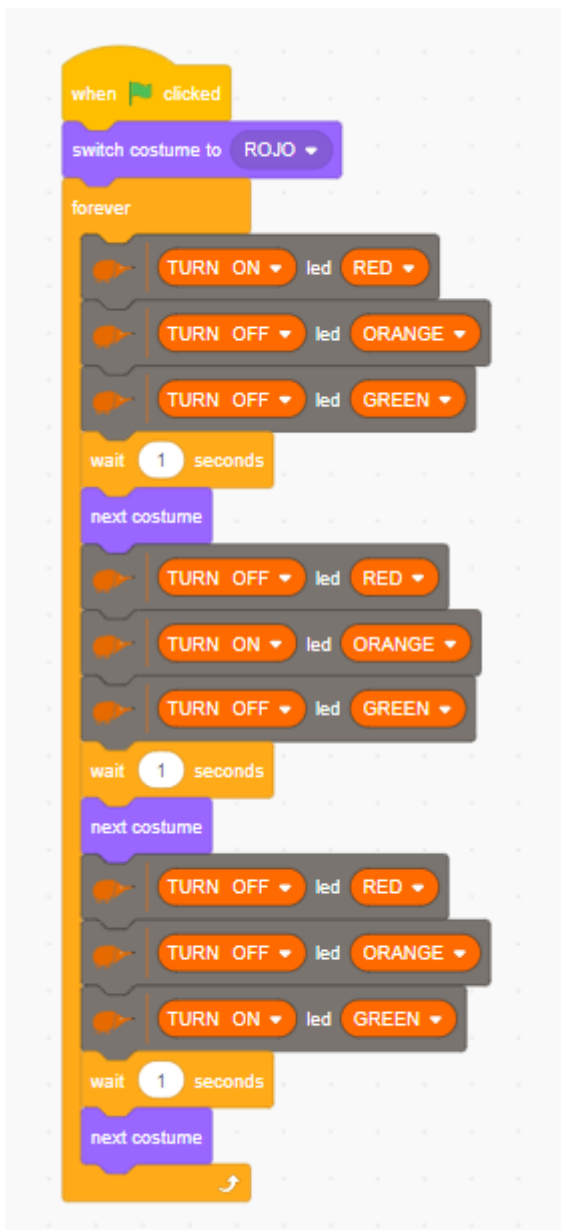 when clicked
switch costume to ROJO
forever
TURN ON led RED
TURN OFF led ORANGE
TURN OFF led GREEN
wait 1 seconds
next costume
TURN OFF led RED
TURN ON led ORANGE
TURN OFF led GREEN
wait 1 seconds
next costume
TURN OFF led RED
TURN OFF led ORANGE
TURN ON led GREEN
wait 1 seconds
next costume